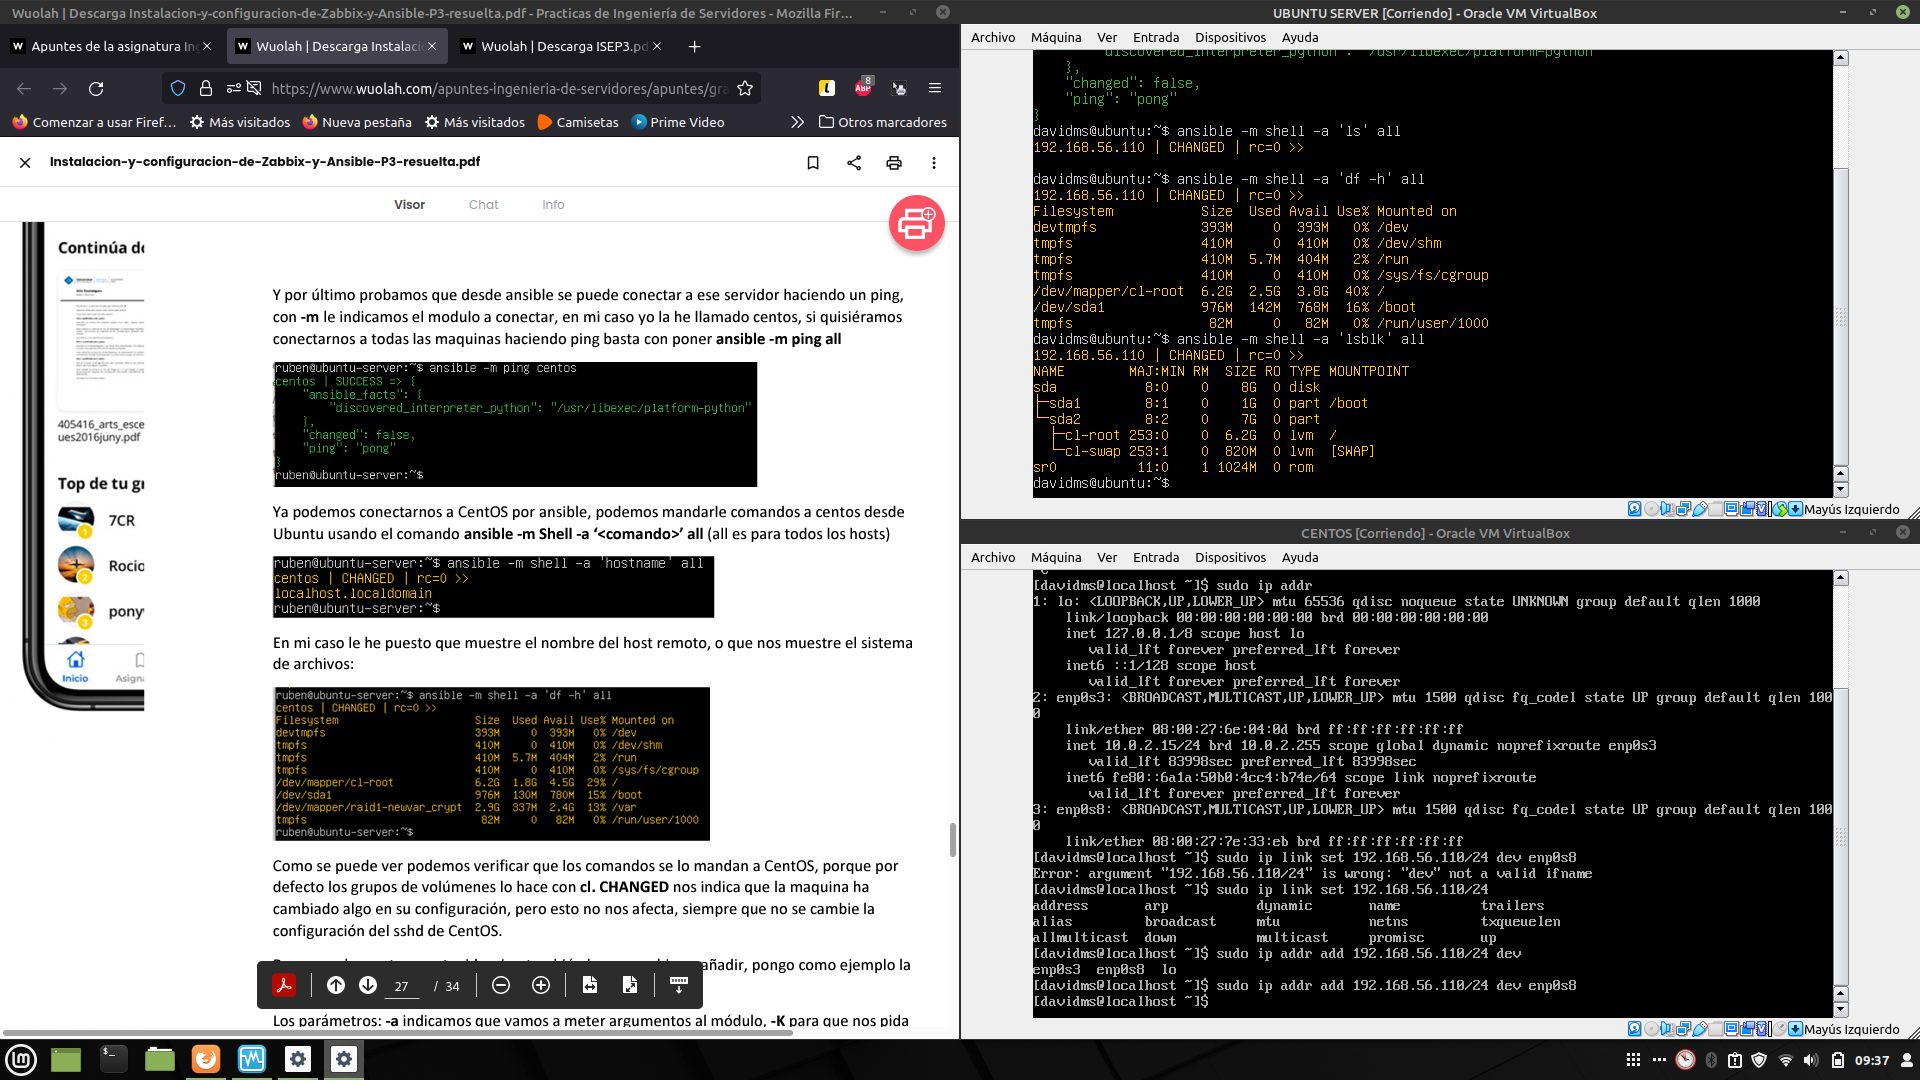 Wuolah | Descarga Instalacion-y-configuracion-de-Zabbix-y-Ansible-P3-resuelta.pdf - Practicas de Ingeniería de Servidores - Mozilla Fir...
Apuntes de la asignatura In
Wuolah | Descarga Instalaci
Wuolah | Descarga ISEP3.pd
https://www.wuolah.com/apuntes-ingenieria-de-servidores/apuntes/gra
8
ABP
Comenzar a usar Firef...
Más visitados
Nueva pestaña
Más visitados
Camisetas
Prime Video
Otros marcadores
Instalacion-y-configuracion-de-Zabbix-y-Ansible-P3-resuelta.pdf
Visor
Chat
Info
Continúa do
405416_arts_esce
ues2016juny.pdf
Top de tu gr
7CR
1
Rocio
2
pony
3
Inicio
Asign
Y por último probamos que desde ansible se puede conectar a ese servidor haciendo un ping,
con -m le indicamos el modulo a conectar, en mi caso yo la he llamado centos, si quisiéramos
conectarnos a todas las maquinas haciendo ping basta con poner ansible -m ping all
ruben@ubuntu-server:~$ ansible -m ping centos
centos | SUCCESS => {
"ansible_facts": {
"discovered_interpreter_python": "/usr/libexec/platform-python"
},
"changed": false,
"ping": "pong"
}
ruben@ubuntu-server:~$
Ya podemos conectarnos a CentOS por ansible, podemos mandarle comandos a centos desde
Ubuntu usando el comando ansible -m Shell -a ‘<comando>’ all (all es para todos los hosts)
ruben@ubuntu-server:~$ ansible -m shell -a 'hostname' all
centos | CHANGED | rc=0 >>
localhost.localdomain
ruben@ubuntu-server:~$
En mi caso le he puesto que muestre el nombre del host remoto, o que nos muestre el sistema
de archivos:
ruben@ubuntu-server:~$ ansible -m shell -a 'df -h' all
centos | CHANGED | rc=0 >>
Filesystem Size Used Avail Use% Mounted on
devtmpfs 393M 0 393M 0% /dev
tmpfs 410M 0 410M 0% /dev/shm
tmpfs 410M 5.7M 404M 2% /run
tmpfs 410M 0 410M 0% /sys/fs/cgroup
/dev/mapper/cl-root 6.2G 1.8G 4.5G 29% /
/dev/sda1 976M 130M 780M 15% /boot
/dev/mapper/raid1-newvar_crypt 2.9G 337M 2.4G 13% /var
tmpfs 82M 0 82M 0% /run/user/1000
ruben@ubuntu-server:~$
Como se puede ver podemos verificar que los comandos se lo mandan a CentOS, porque por
defecto los grupos de volúmenes lo hace con cl. CHANGED nos indica que la maquina ha
cambiado algo en su configuración, pero esto no nos afecta, siempre que no se cambie la
configuración del sshd de CentOS.
añadir, pongo como ejemplo la
27 / 34
Los parámetros: -a indicamos que vamos a meter argumentos al módulo, -K para que nos pida
UBUNTU SERVER [Corriendo] - Oracle VM VirtualBox
Archivo Máquina Ver Entrada Dispositivos Ayuda
"discovered_interpreter_python": "/usr/libexec/platform-python"
},
"changed": false,
"ping": "pong"
}
davidms@ubuntu:~$ ansible -m shell -a 'ls' all
192.168.56.110 | CHANGED | rc=0 >>
davidms@ubuntu:~$ ansible -m shell -a 'df -h' all
192.168.56.110 | CHANGED | rc=0 >>
Filesystem Size Used Avail Use% Mounted on
devtmpfs 393M 0 393M 0% /dev
tmpfs 410M 0 410M 0% /dev/shm
tmpfs 410M 5.7M 404M 2% /run
tmpfs 410M 0 410M 0% /sys/fs/cgroup
/dev/mapper/cl-root 6.2G 2.5G 3.8G 40% /
/dev/sda1 976M 142M 768M 16% /boot
tmpfs 82M 0 82M 0% /run/user/1000
davidms@ubuntu:~$ ansible -m shell -a 'lsblk' all
192.168.56.110 | CHANGED | rc=0 >>
NAME MAJ:MIN RM SIZE RO TYPE MOUNTPOINT
sda 8:0 0 8G 0 disk
├─sda1 8:1 0 1G 0 part /boot
└─sda2 8:2 0 7G 0 part
├─cl-root 253:0 0 6.2G 0 lvm /
└─cl-swap 253:1 0 820M 0 lvm [SWAP]
sr0 11:0 1 1024M 0 rom
davidms@ubuntu:~$
Mayús Izquierdo
CENTOS [Corriendo] - Oracle VM VirtualBox
Archivo Máquina Ver Entrada Dispositivos Ayuda
[davidms@localhost ~]$ sudo ip addr
1: lo: <LOOPBACK,UP,LOWER_UP> mtu 65536 qdisc noqueue state UNKNOWN group default qlen 1000
link/loopback 00:00:00:00:00:00 brd 00:00:00:00:00:00
inet 127.0.0.1/8 scope host lo
valid_lft forever preferred_lft forever
inet6 ::1/128 scope host
valid_lft forever preferred_lft forever
2: enp0s3: <BROADCAST,MULTICAST,UP,LOWER_UP> mtu 1500 qdisc fq_codel state UP group default qlen 100
0
link/ether 08:00:27:6e:04:0d brd ff:ff:ff:ff:ff:ff
inet 10.0.2.15/24 brd 10.0.2.255 scope global dynamic noprefixroute enp0s3
valid_lft 83998sec preferred_lft 83998sec
inet6 fe80::6a1a:50b0:4cc4:b74e/64 scope link noprefixroute
valid_lft forever preferred_lft forever
3: enp0s8: <BROADCAST,MULTICAST,UP,LOWER_UP> mtu 1500 qdisc fq_codel state UP group default qlen 100
0
link/ether 08:00:27:7e:33:eb brd ff:ff:ff:ff:ff:ff
[davidms@localhost ~]$ sudo ip link set 192.168.56.110/24 dev enp0s8
Error: argument "192.168.56.110/24" is wrong: "dev" not a valid ifname
[davidms@localhost ~]$ sudo ip link set 192.168.56.110/24
address arp dynamic name trailers
alias broadcast mtu netns txqueuelen
allmulticast down multicast promisc up
[davidms@localhost ~]$ sudo ip addr add 192.168.56.110/24 dev
enp0s3 enp0s8 lo
[davidms@localhost ~]$ sudo ip addr add 192.168.56.110/24 dev enp0s8
[davidms@localhost ~]$
Mayús Izquierdo
09:37